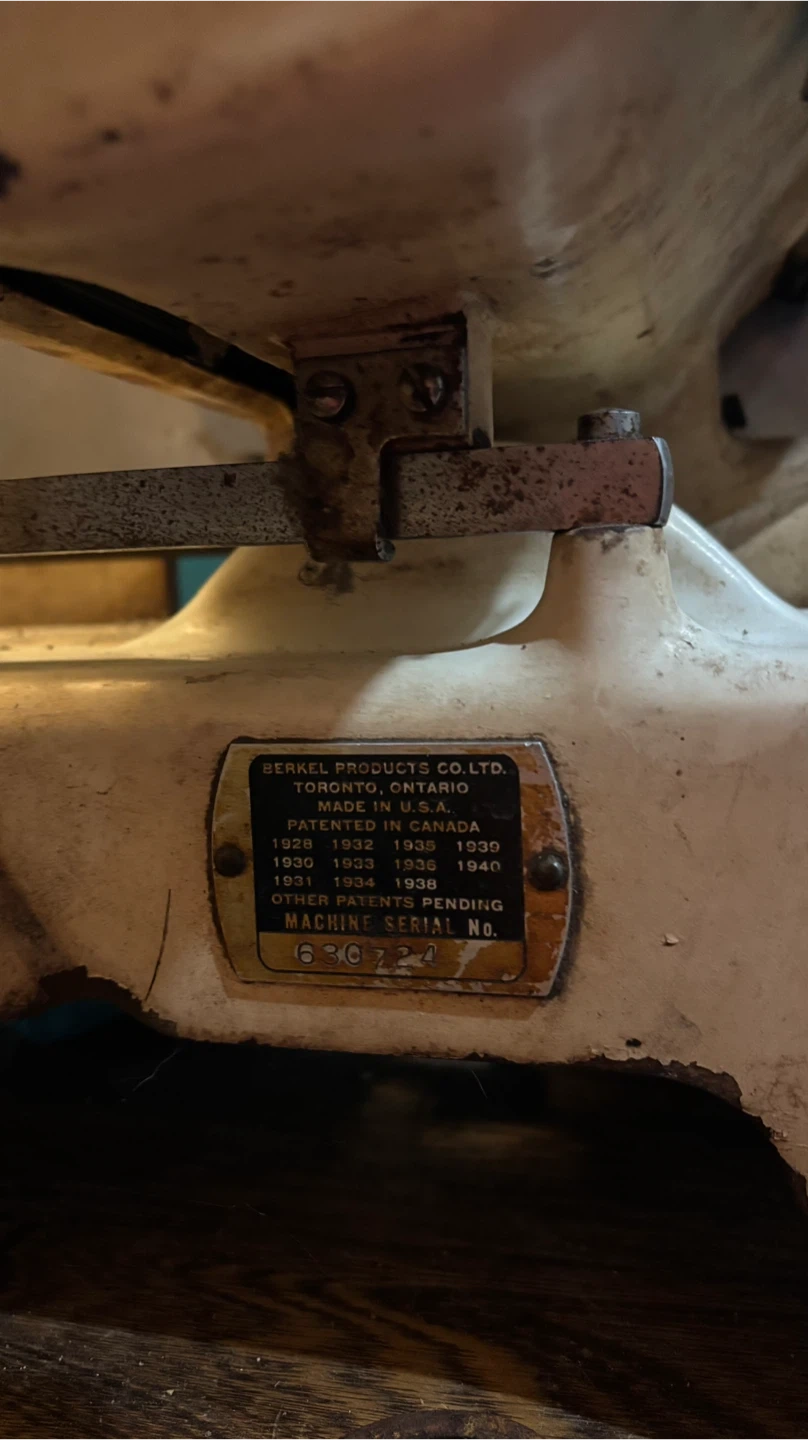 BERKEL PRODUCTS CO. LTD.
TORONTO, ONTARIO
MADE IN U.S.A.
PATENTED IN CANADA
1928 1932 1935 1939
1930 1933 1936 1940
1931 1934 1938
OTHER PATENTS PENDING
MACHINE SERIAL No.